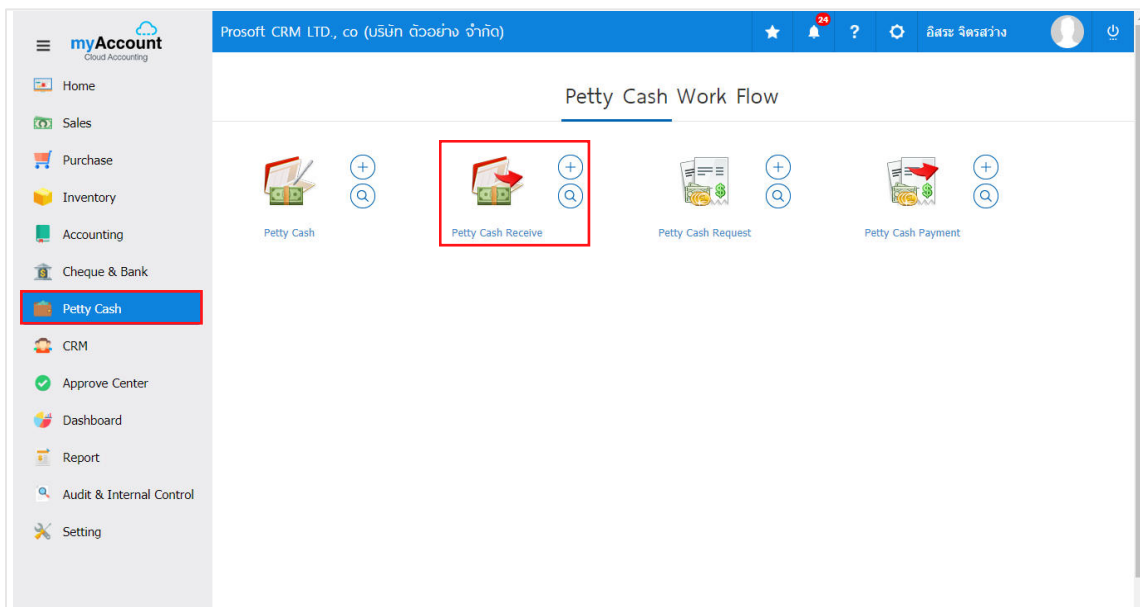 myAccount
Cloud Accounting
Prosoft CRM LTD., co (บริษัท ตัวอย่าง จำกัด)
24
?
อิสระ จิตรสว่าง
Home
Sales
Purchase
Inventory
Accounting
Cheque & Bank
Petty Cash
CRM
Approve Center
Dashboard
Report
Audit & Internal Control
Setting
Petty Cash Work Flow
Petty Cash
Petty Cash Receive
Petty Cash Request
Petty Cash Payment